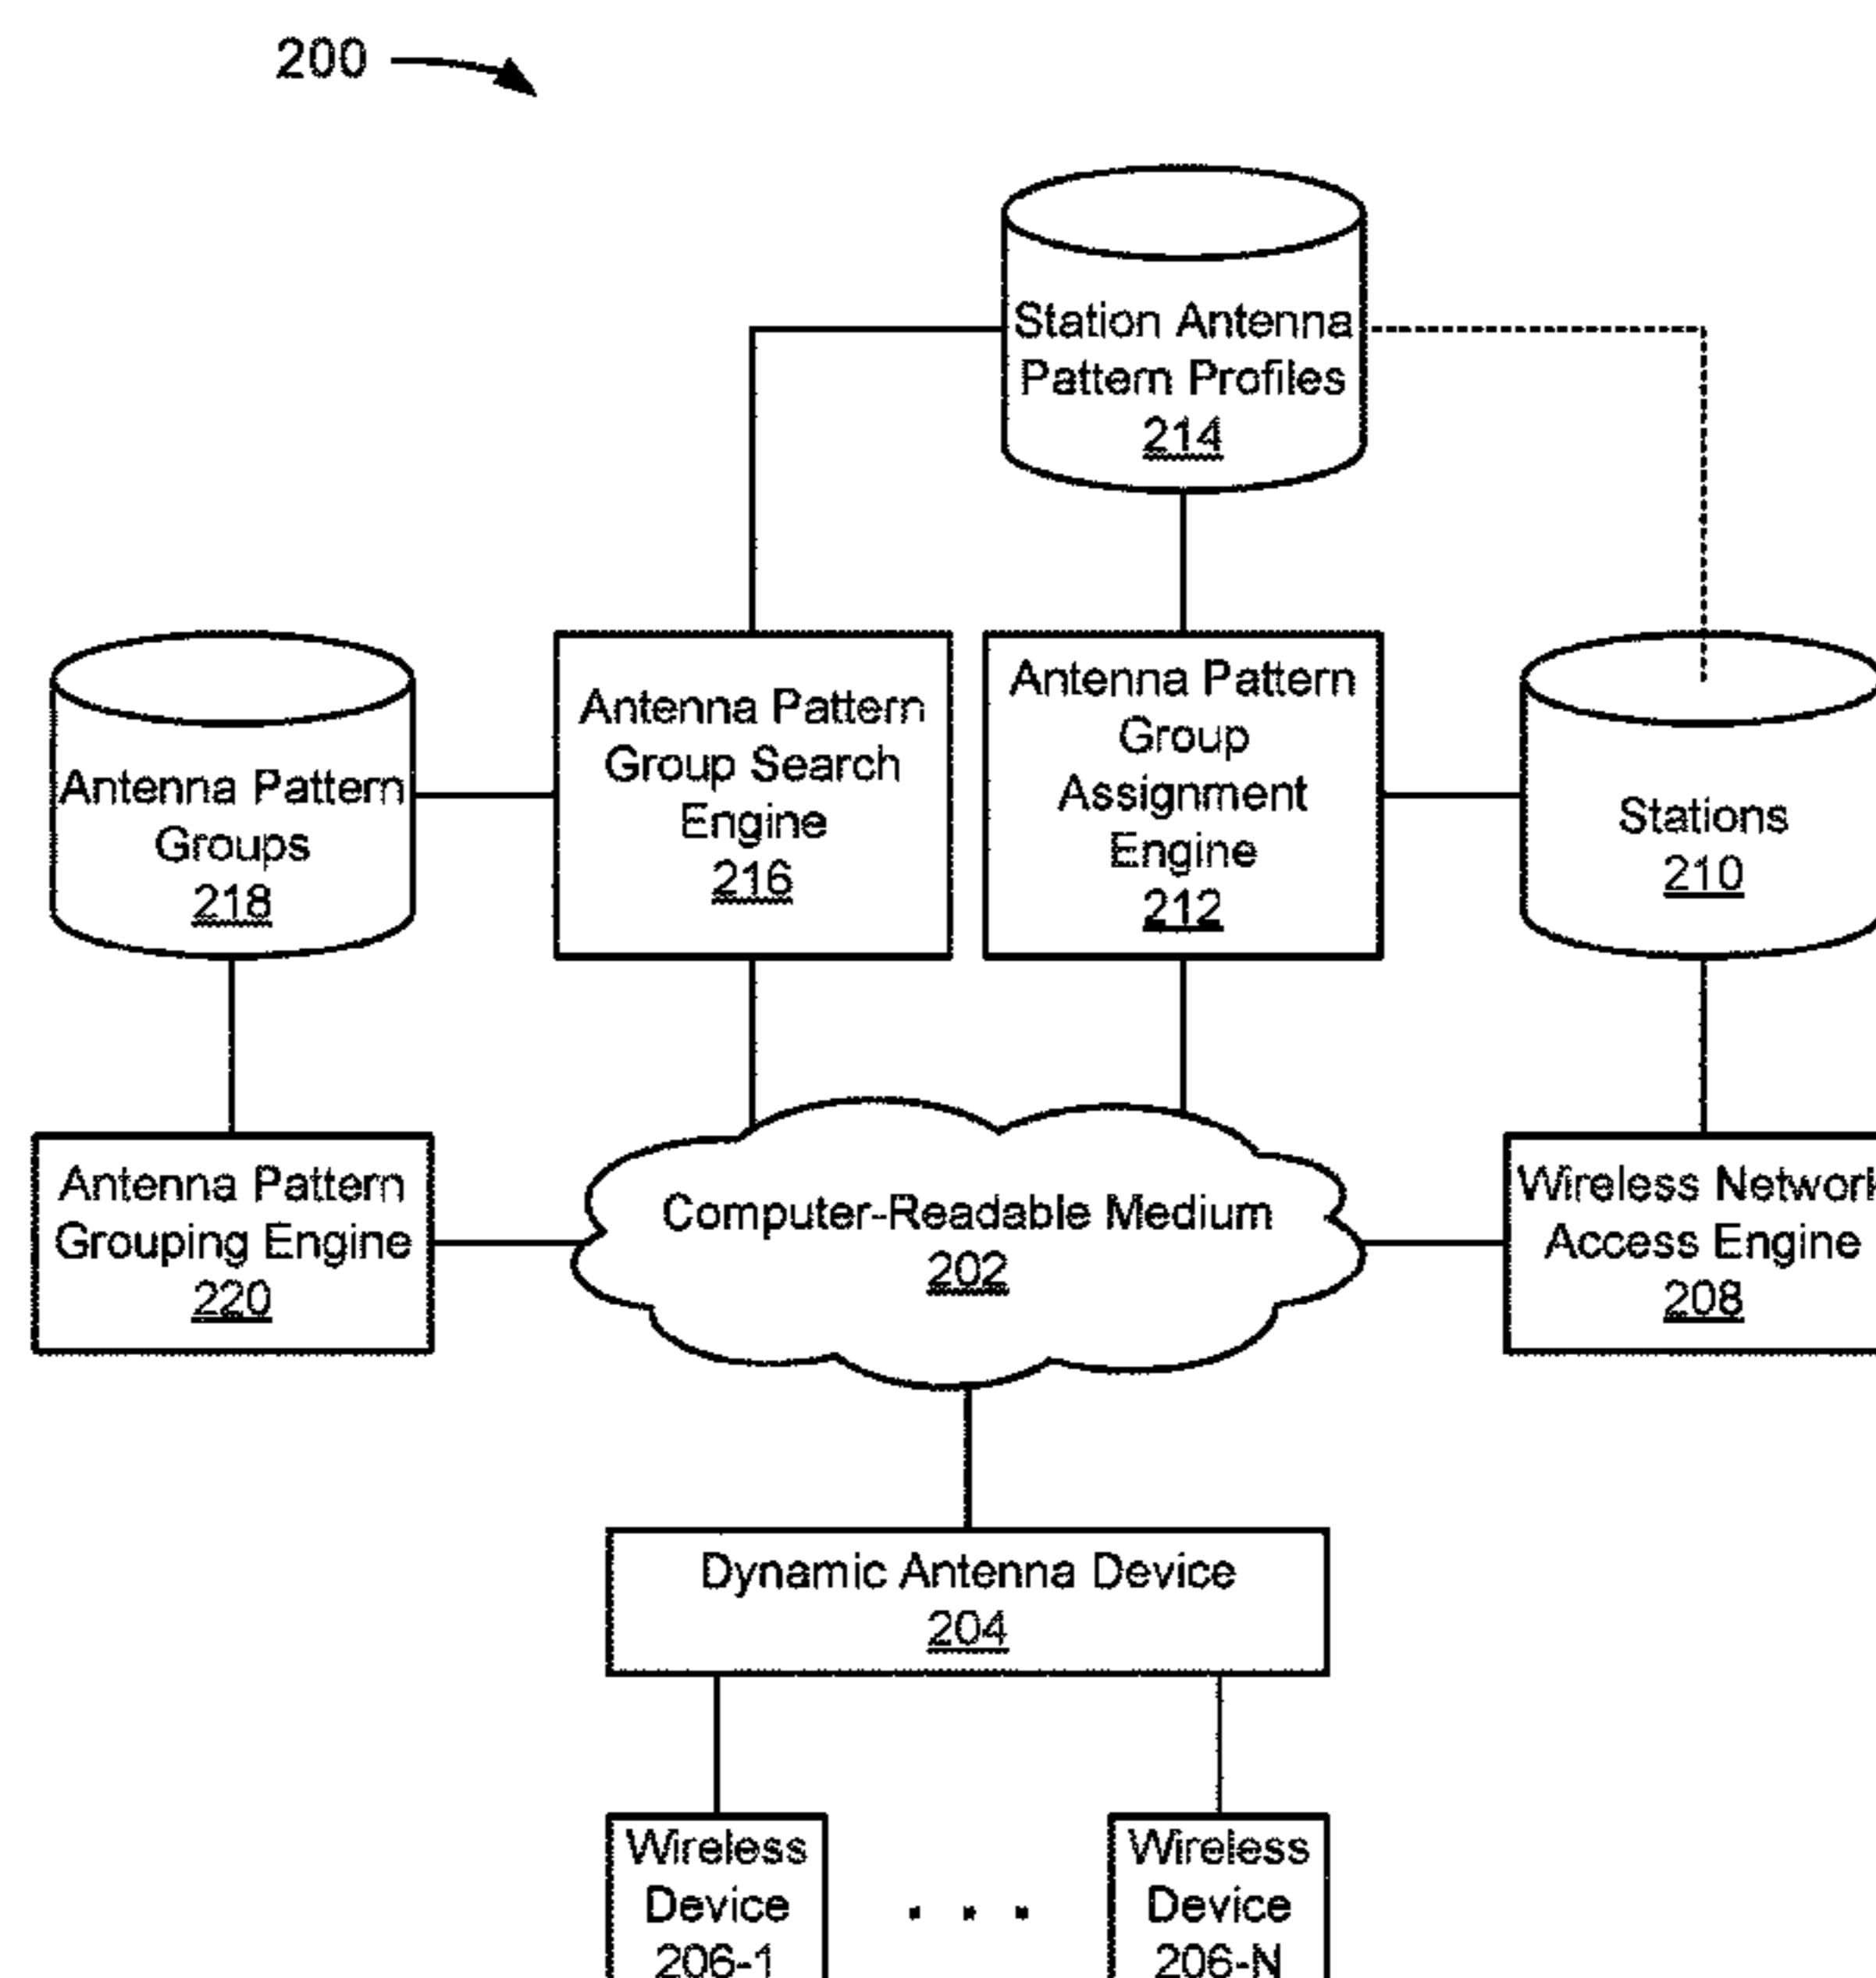 200
Station Antenna
Pattern Profiles
214
Antenna Pattern
Groups
218
Antenna Pattern
Group Search
Engine
216
Antenna Pattern
Group
Assignment
Engine
212
Stations
210
Antenna Pattern
Grouping Engine
220
Computer-Readable Medium
202
Wireless Network
Access Engine
208
Dynamic Antenna Device
204
Wireless
Device
206-1
. . .
Wireless
Device
206-N